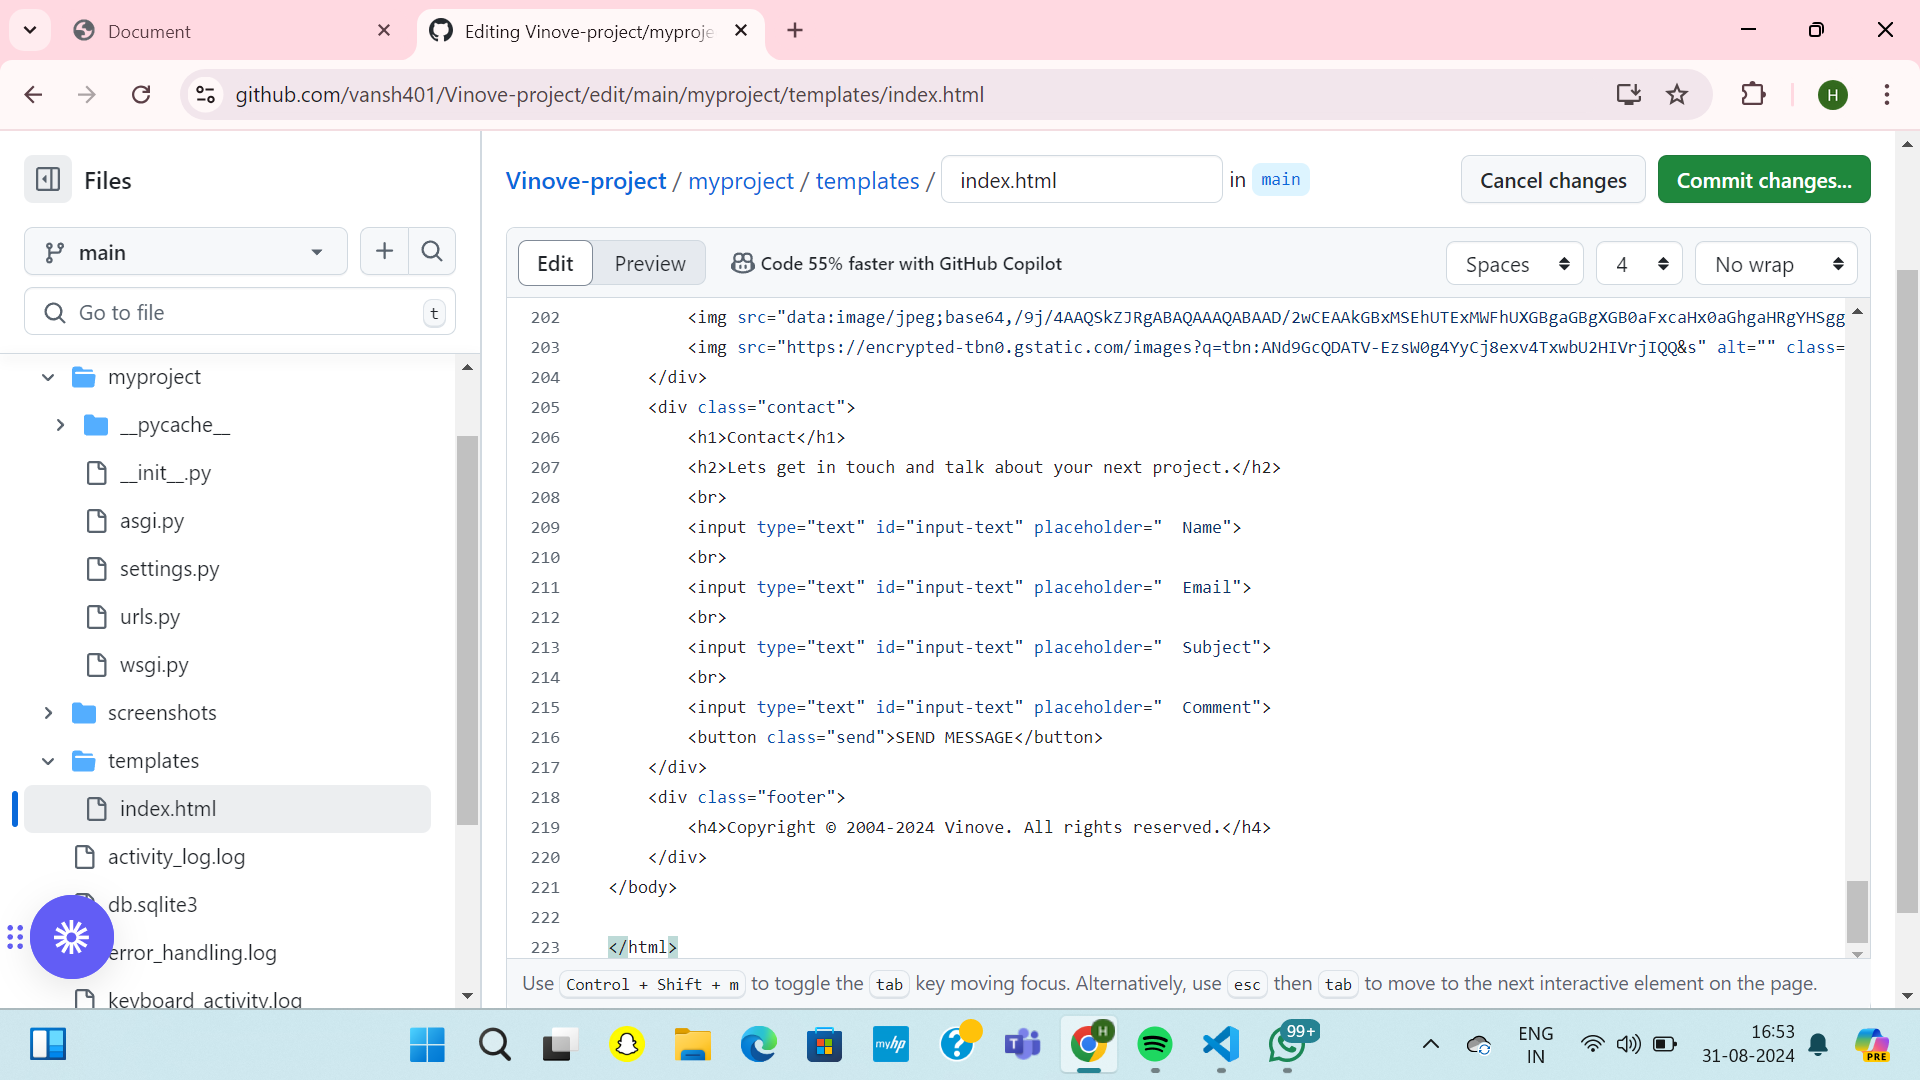 Document
Editing Vinove-project/myproje
github.com/vansh401/Vinove-project/edit/main/myproject/templates/index.html
H
Files
main
Go to file
t
myproject
__pycache__
__init__.py
asgi.py
settings.py
urls.py
wsgi.py
screenshots
templates
index.html
activity_log.log
db.sqlite3
error_handling.log
keyboard_activity.log
Vinove-project / myproject / templates / index.html in main
Cancel changes
Commit changes...
Edit
Preview
Code 55% faster with GitHub Copilot
Spaces
4
No wrap
202 <img src="data:image/jpeg;base64,/9j/4AAQSkZJRgABAQAAAQABAAD/2wCEAAkGBxMSEhUTExMWFhUXGBgaGBgXGB0aFxcaHx0aGhgaHRgYHSgg
203 <img src="https://encrypted-tbn0.gstatic.com/images?q=tbn:ANd9GcQDATV-EzsW0g4YyCj8exv4TxwbU2HIVrjIQQ&s" alt="" class=
204 </div>
205 <div class="contact">
206 <h1>Contact</h1>
207 <h2>Lets get in touch and talk about your next project.</h2>
208 <br>
209 <input type="text" id="input-text" placeholder="  Name">
210 <br>
211 <input type="text" id="input-text" placeholder="  Email">
212 <br>
213 <input type="text" id="input-text" placeholder="  Subject">
214 <br>
215 <input type="text" id="input-text" placeholder="  Comment">
216 <button class="send">SEND MESSAGE</button>
217 </div>
218 <div class="footer">
219 <h4>Copyright © 2004-2024 Vinove. All rights reserved.</h4>
220 </div>
221 </body>
222
223 </html>
Use Control + Shift + m to toggle the tab key moving focus. Alternatively, use esc then tab to move to the next interactive element on the page.
myhp
?
T
H
99+
ENG
IN
16:53
31-08-2024
PRE